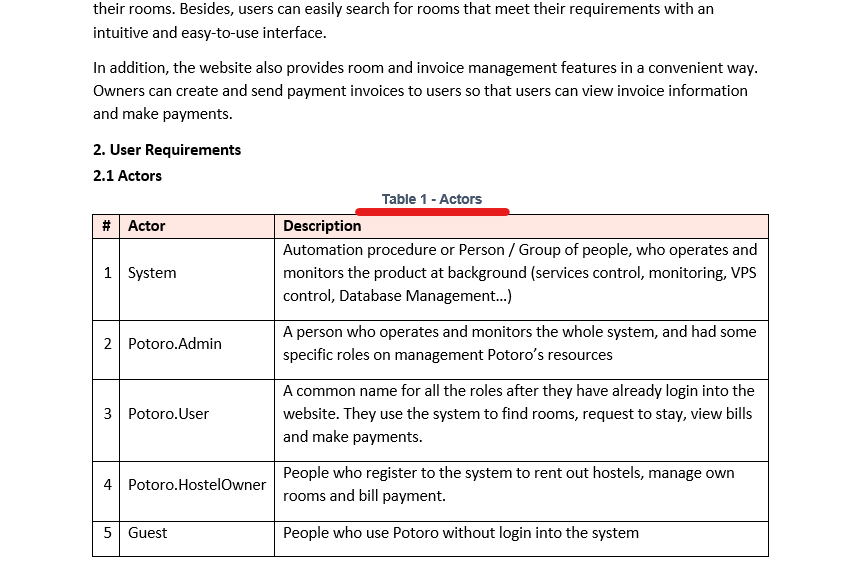 their rooms. Besides, users can easily search for rooms that meet their requirements with an
intuitive and easy-to-use interface.
In addition, the website also provides room and invoice management features in a convenient way.
Owners can create and send payment invoices to users so that users can view invoice information
and make payments.
2. User Requirements
2.1 Actors
Table 1 - Actors
# Actor Description
1 System Automation procedure or Person / Group of people, who operates and
monitors the product at background (services control, monitoring, VPS
control, Database Management...)
2 Potoro.Admin A person who operates and monitors the whole system, and had some
specific roles on management Potoro's resources
3 Potoro.User A common name for all the roles after they have already login into the
website. They use the system to find rooms, request to stay, view bills
and make payments.
4 Potoro.HostelOwner People who register to the system to rent out hostels, manage own
rooms and bill payment.
5 Guest People who use Potoro without login into the system